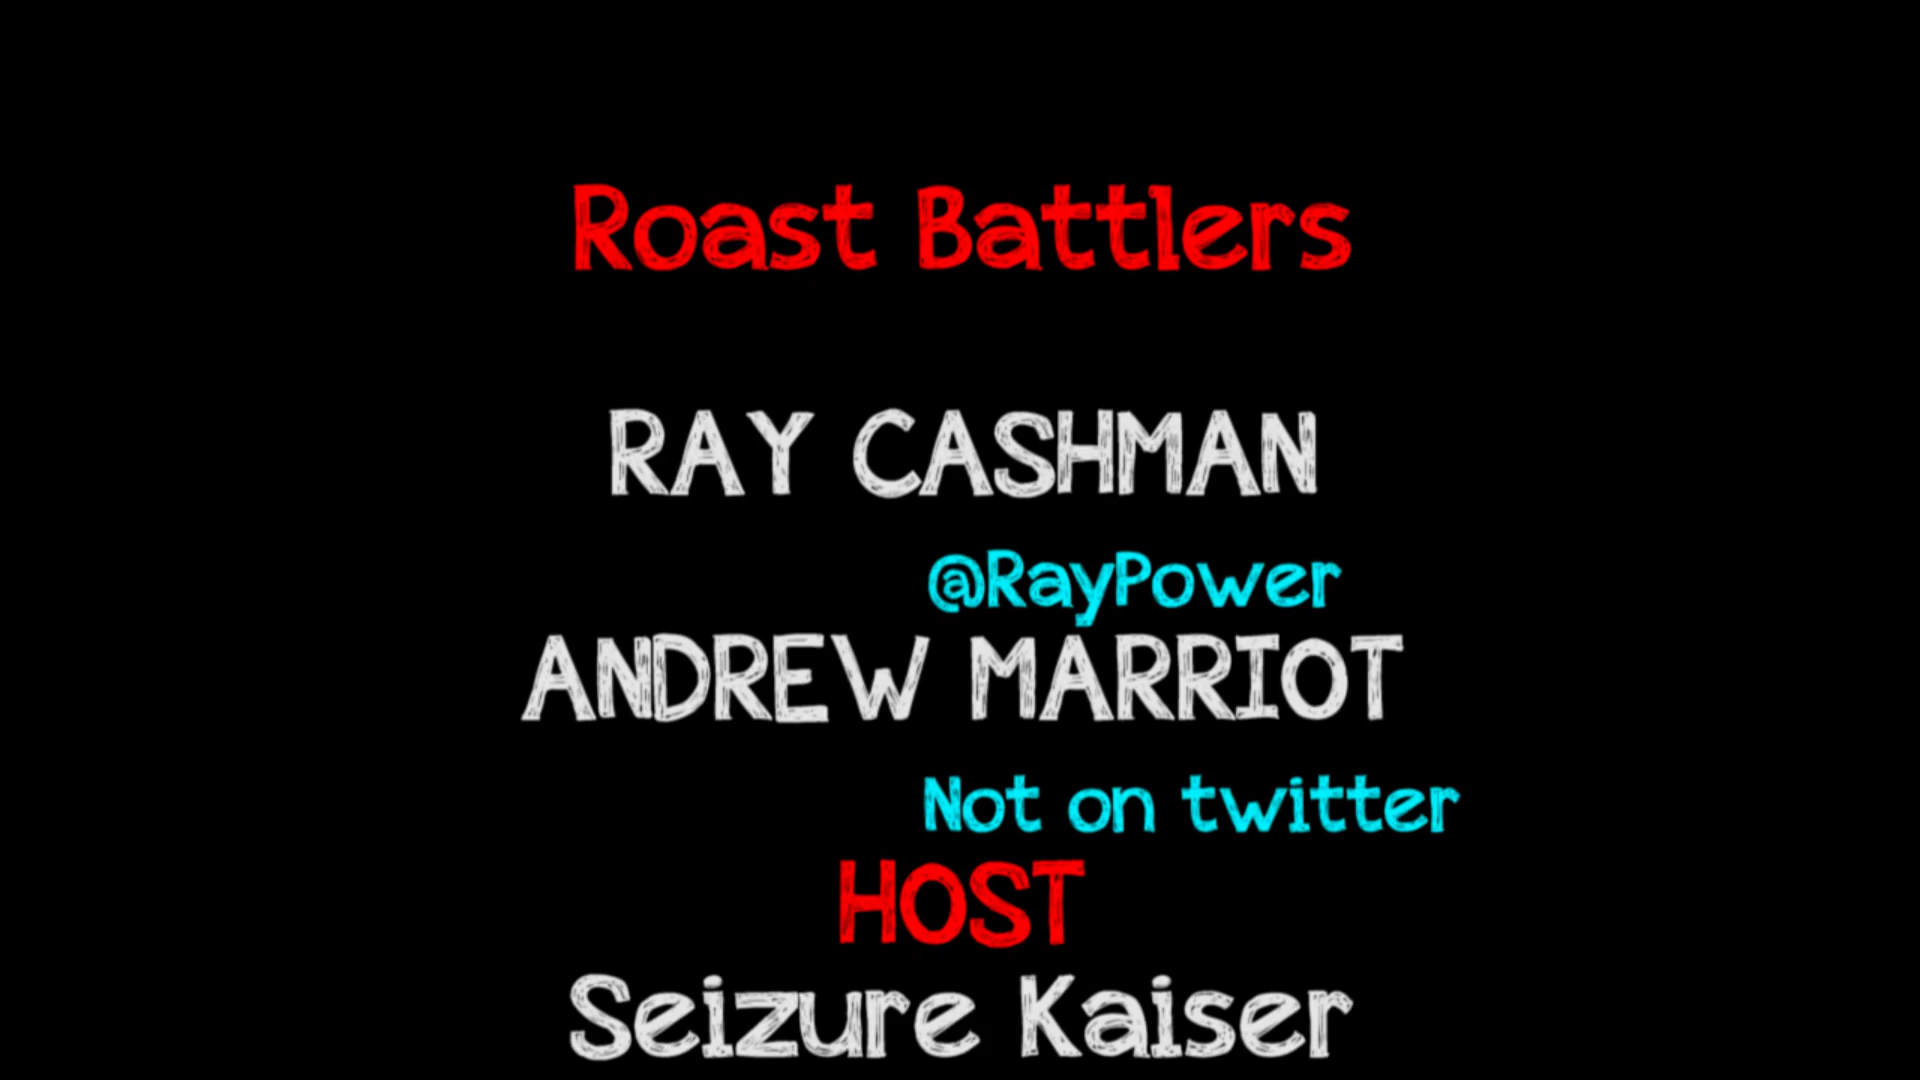 Roast Battlers
RAY CASHMAN
@RayPower
ANDREW MARRIOT
Not on twitter
HOST
Seizure Kaiser